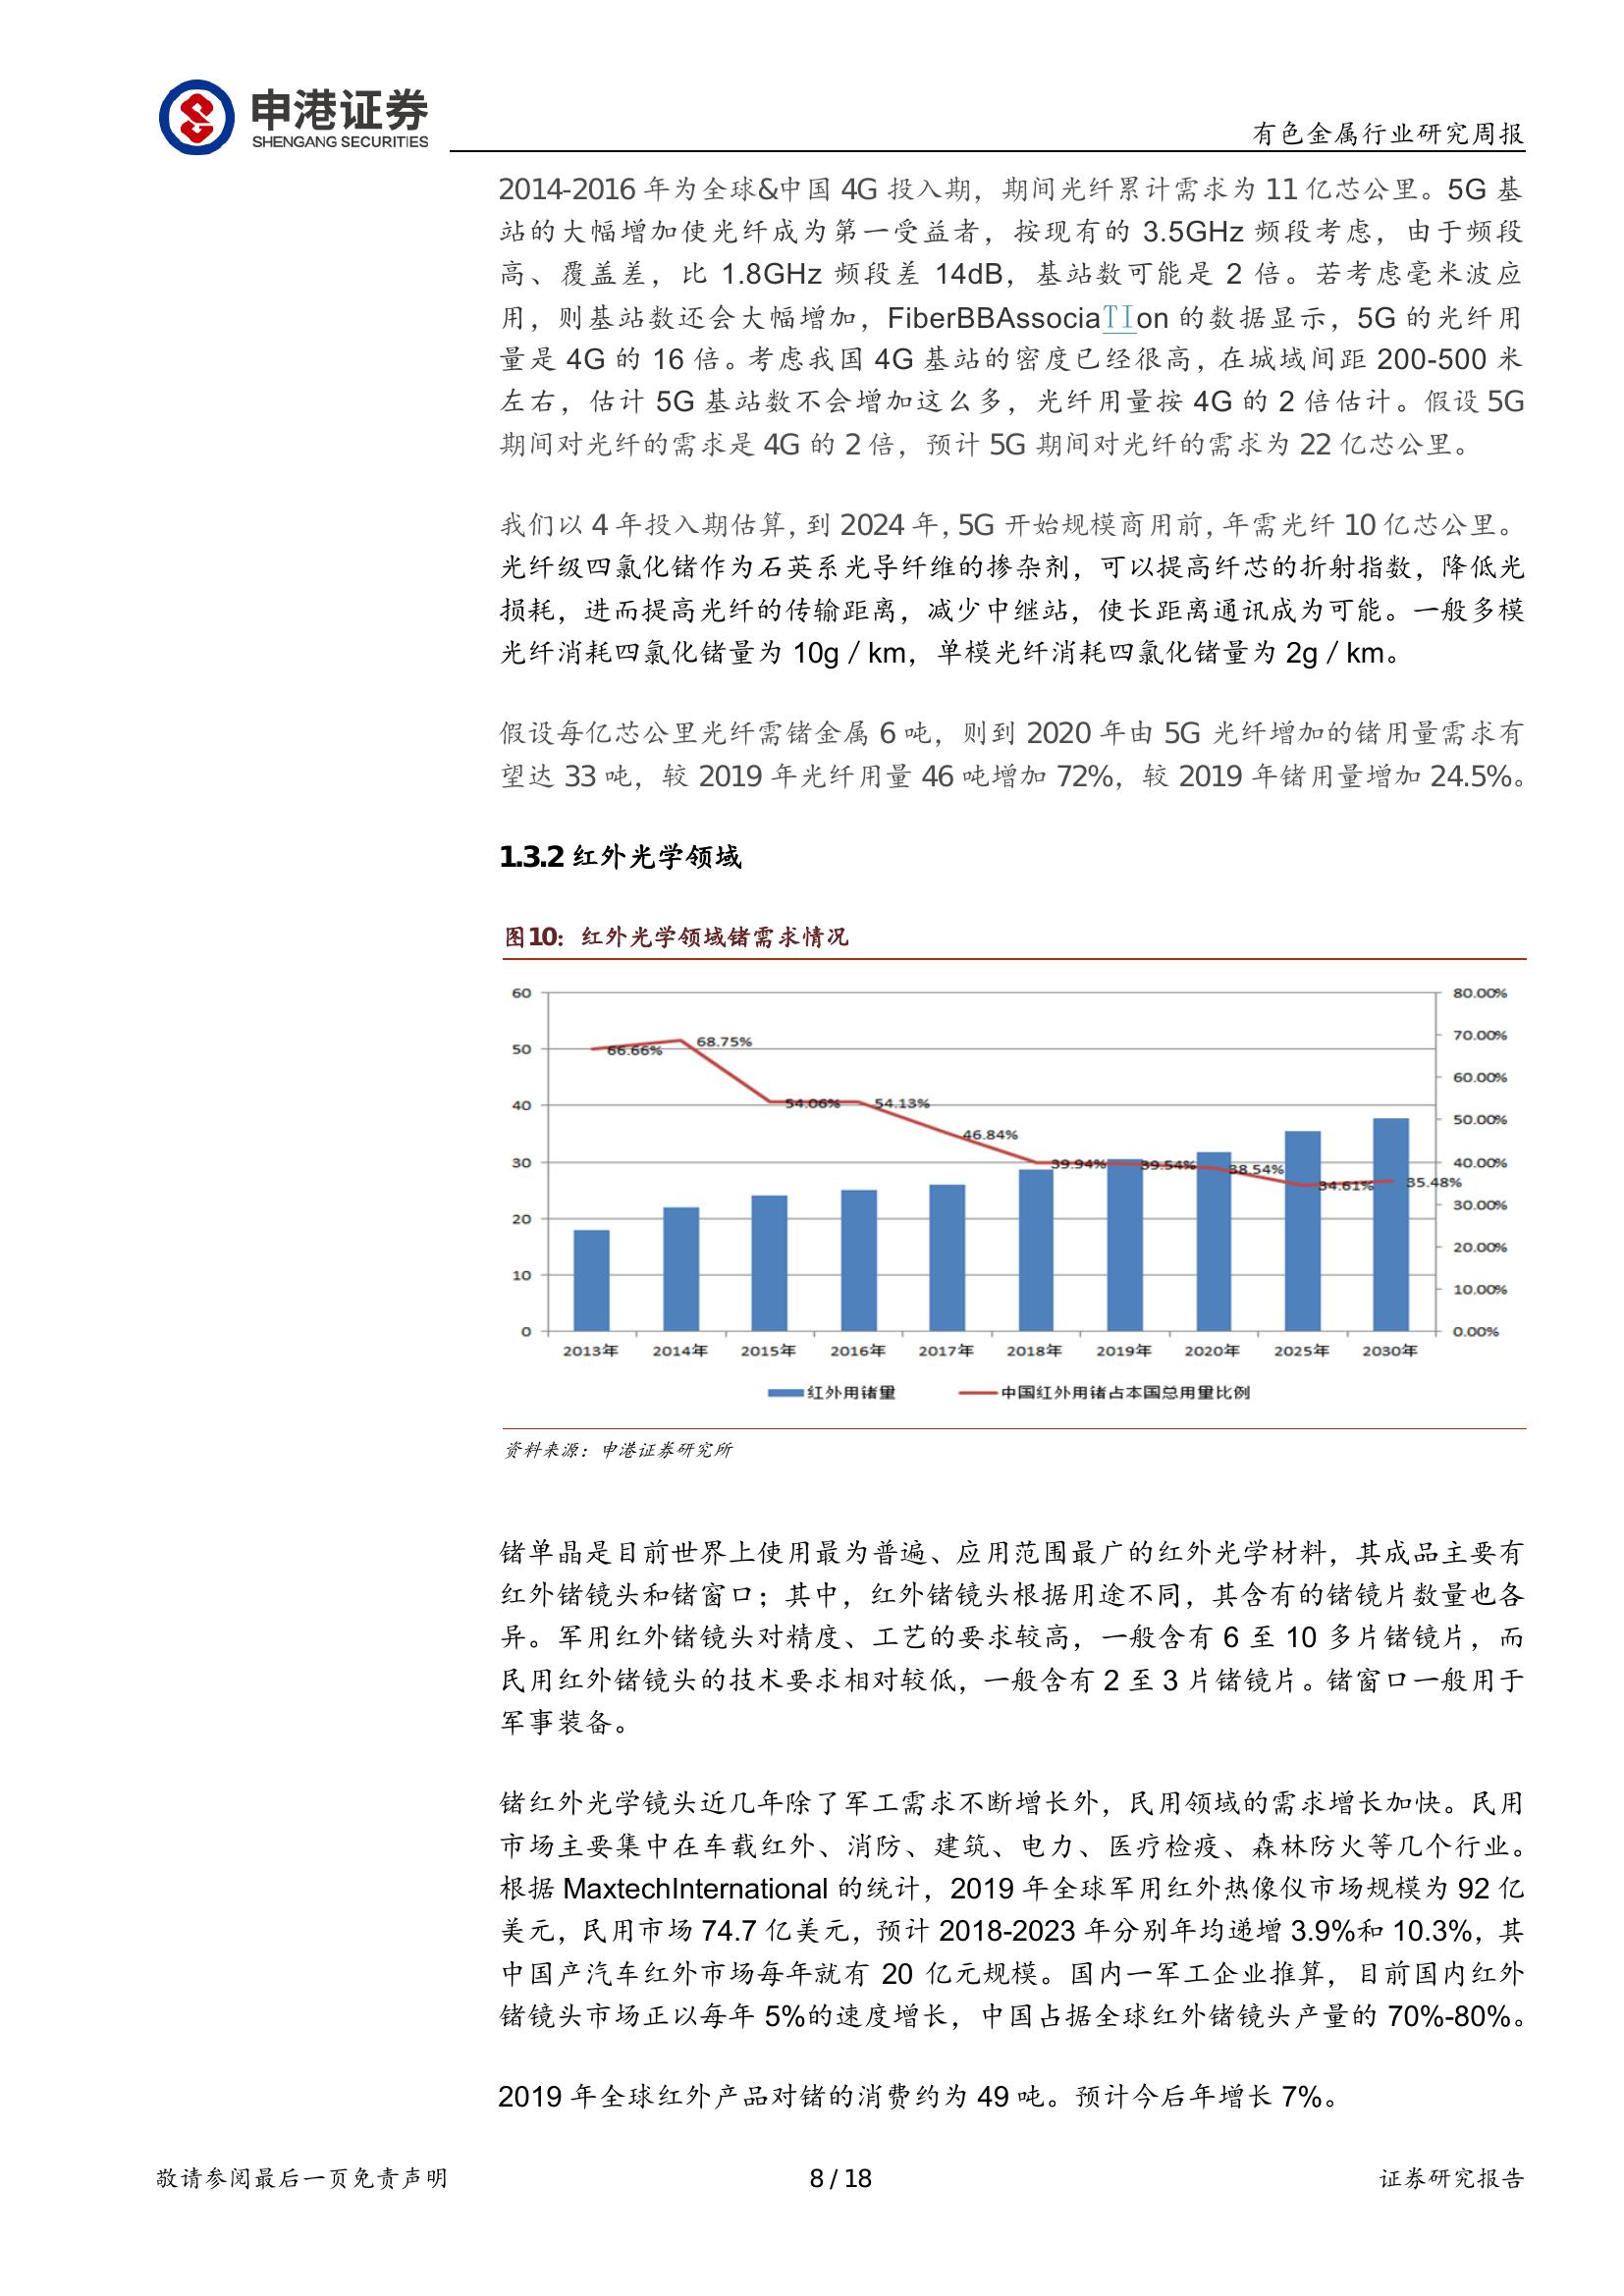 申港证券
SHENGANG SECURITIES
有色金属行业研究周报
2014-2016 年为全球&中国 4G 投入期，期间光纤累计需求为 11 亿芯公里。5G 基
站的大幅增加使光纤成为第一受益者，按现有的 3.5GHz 频段考虑，由于频段
高、覆盖差，比 1.8GHz 频段差 14dB，基站数可能是 2 倍。若考虑毫米波应
用，则基站数还会大幅增加，FiberBBAssociaTIon 的数据显示，5G 的光纤用
量是 4G 的 16 倍。考虑我国 4G 基站的密度已经很高，在城域间距 200-500 米
左右，估计 5G 基站数不会增加这么多，光纤用量按 4G 的 2 倍估计。假设 5G
期间对光纤的需求是 4G 的 2 倍，预计 5G 期间对光纤的需求为 22 亿芯公里。
我们以 4 年投入期估算，到 2024 年，5G 开始规模商用前，年需光纤 10 亿芯公里。
光纤级四氯化锗作为石英系光导纤维的掺杂剂，可以提高纤芯的折射指数，降低光
损耗，进而提高光纤的传输距离，减少中继站，使长距离通讯成为可能。一般多模
光纤消耗四氯化锗量为 10g / km，单模光纤消耗四氯化锗量为 2g / km。
假设每亿芯公里光纤需锗金属 6 吨，则到 2020 年由 5G 光纤增加的锗用量需求有
望达 33 吨，较 2019 年光纤用量 46 吨增加 72%，较 2019 年锗用量增加 24.5%。
1.3.2 红外光学领域
图10：红外光学领域锗需求情况
60
50
40
30
20
10
0
80.00%
70.00%
60.00%
50.00%
40.00%
30.00%
20.00%
10.00%
0.00%
66.66%
68.75%
54.06%
54.13%
46.84%
39.94%
39.54%
38.54%
34.61%
35.48%
2013年 2014年 2015年 2016年 2017年 2018年 2019年 2020年 2025年 2030年
红外用锗量 中国红外用锗占本国总用量比例
资料来源：申港证券研究所
锗单晶是目前世界上使用最为普遍、应用范围最广的红外光学材料，其成品主要有
红外锗镜头和锗窗口；其中，红外锗镜头根据用途不同，其含有的锗镜片数量也各
异。军用红外锗镜头对精度、工艺的要求较高，一般含有 6 至 10 多片锗镜片，而
民用红外锗镜头的技术要求相对较低，一般含有 2 至 3 片锗镜片。锗窗口一般用于
军事装备。
锗红外光学镜头近几年除了军工需求不断增长外，民用领域的需求增长加快。民用
市场主要集中在车载红外、消防、建筑、电力、医疗检疫、森林防火等几个行业。
根据 MaxtechInternational 的统计，2019 年全球军用红外热像仪市场规模为 92 亿
美元，民用市场 74.7 亿美元，预计 2018-2023 年分别年均递增 3.9%和 10.3%，其
中国产汽车红外市场每年就有 20 亿元规模。国内一军工企业推算，目前国内红外
锗镜头市场正以每年 5%的速度增长，中国占据全球红外锗镜头产量的 70%-80%。
2019 年全球红外产品对锗的消费约为 49 吨。预计今后年增长 7%。
敬请参阅最后一页免责声明
8 / 18
证券研究报告